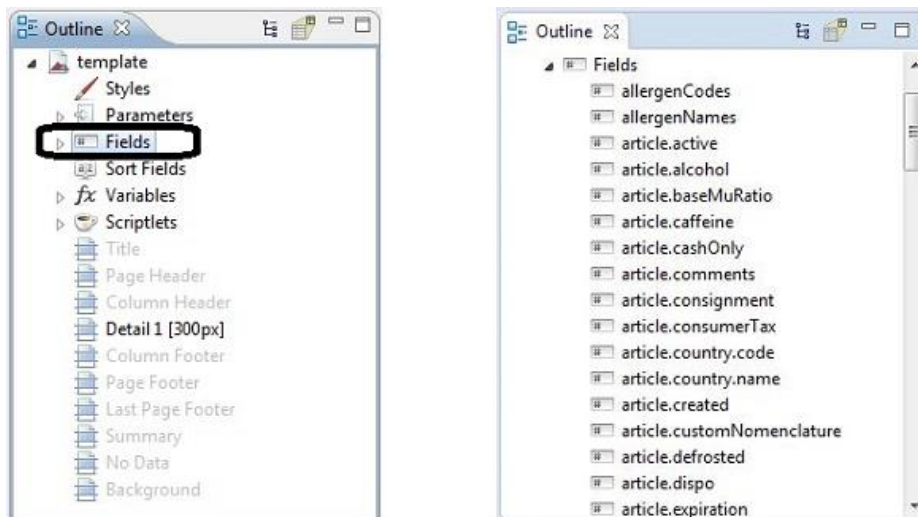 Outline
template
Styles
Parameters
Fields
Sort Fields
fx Variables
Scriptlets
Title
Page Header
Column Header
Detail 1 [300px]
Column Footer
Page Footer
Last Page Footer
Summary
No Data
Background
Outline
Fields
allergenCodes
allergenNames
article.active
article.alcohol
article.baseMuRatio
article.caffeine
article.cashOnly
article.comments
article.consignment
article.consumerTax
article.country.code
article.country.name
article.created
article.customNomenclature
article.defrosted
article.dispo
article.expiration